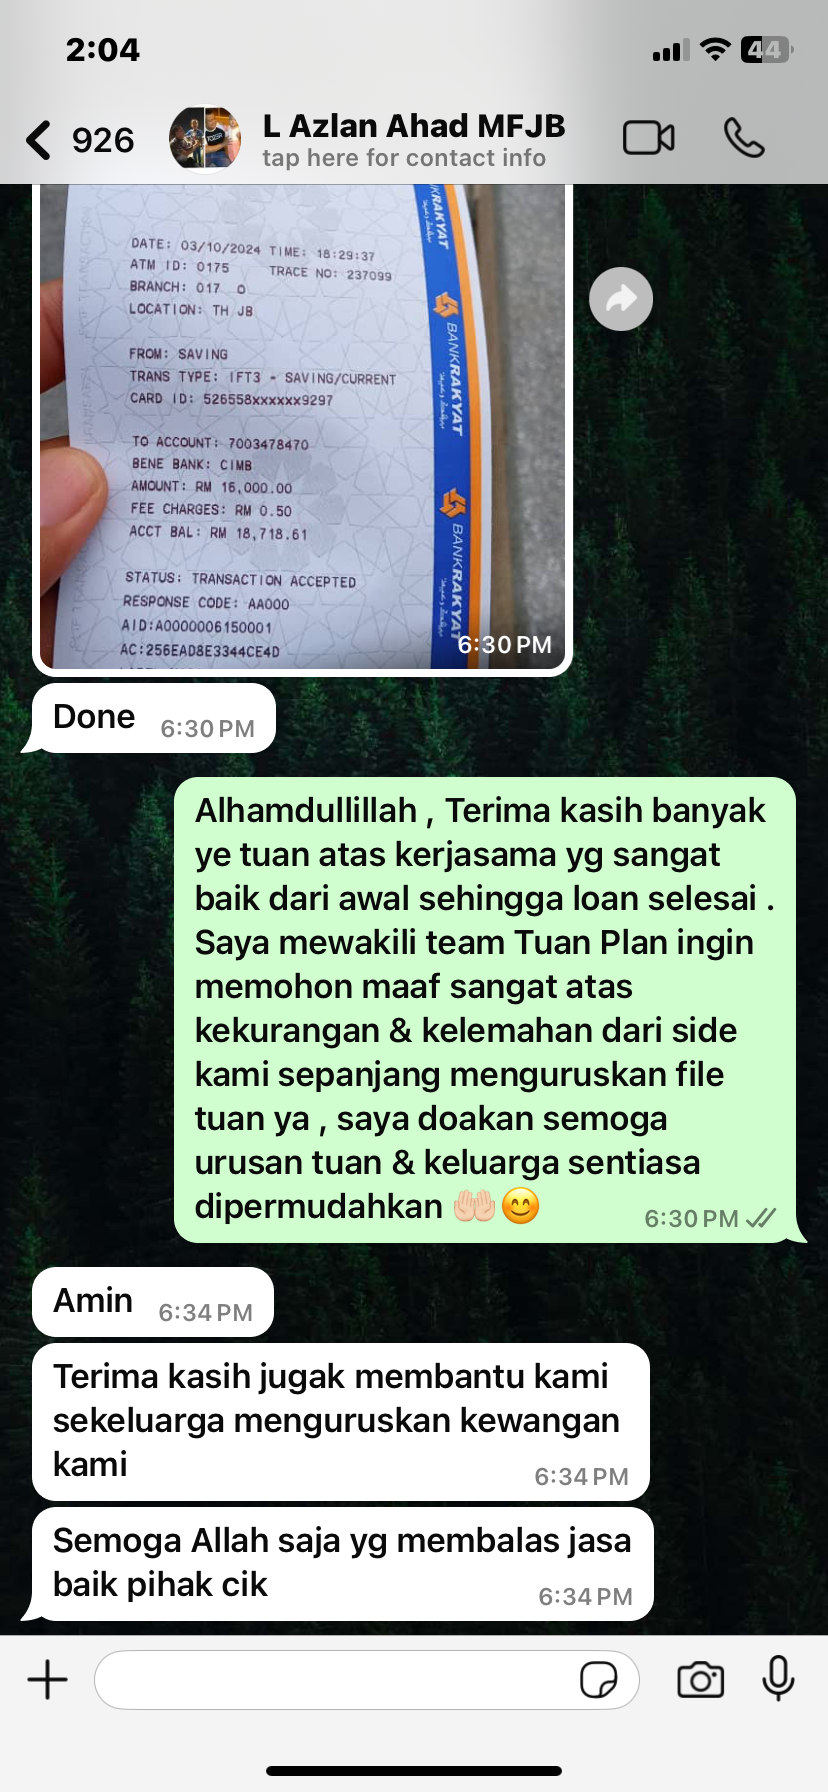 2:04
44
926
L Azlan Ahad MFJB
tap here for contact info
KRAKYAT
DATE: 03/10/2024 TIME: 18:29:37
ATM ID: 0175 TRACE NO: 237099
BRANCH: 017 0
LOCATION: TH JB
FROM: SAVING
TRANS TYPE: IFT3 - SAVING/CURRENT
CARD ID: 526558xxxxxx9297
BANKRAKYAT
TO ACCOUNT: 7003478470
BENE BANK: CIMB
AMOUNT: RM 16,000.00
FEE CHARGES: RM 0.50
ACCT BAL: RM 18,718.61
BANKRAKYAT
STATUS: TRANSACTION ACCEPTED
RESPONSE CODE: AA000
AID:A0000006150001
AC:256EAD8E3344CE4D
6:30 PM
Done 6:30 PM
Alhamdullillah , Terima kasih banyak
ye tuan atas kerjasama yg sangat
baik dari awal sehingga loan selesai .
Saya mewakili team Tuan Plan ingin
memohon maaf sangat atas
kekurangan & kelemahan dari side
kami sepanjang menguruskan file
tuan ya , saya doakan semoga
urusan tuan & keluarga sentiasa
dipermudahkan 🤲🏻😊
6:30 PM
Amin 6:34 PM
Terima kasih jugak membantu kami
sekeluarga menguruskan kewangan
kami
6:34 PM
Semoga Allah saja yg membalas jasa
baik pihak cik
6:34 PM